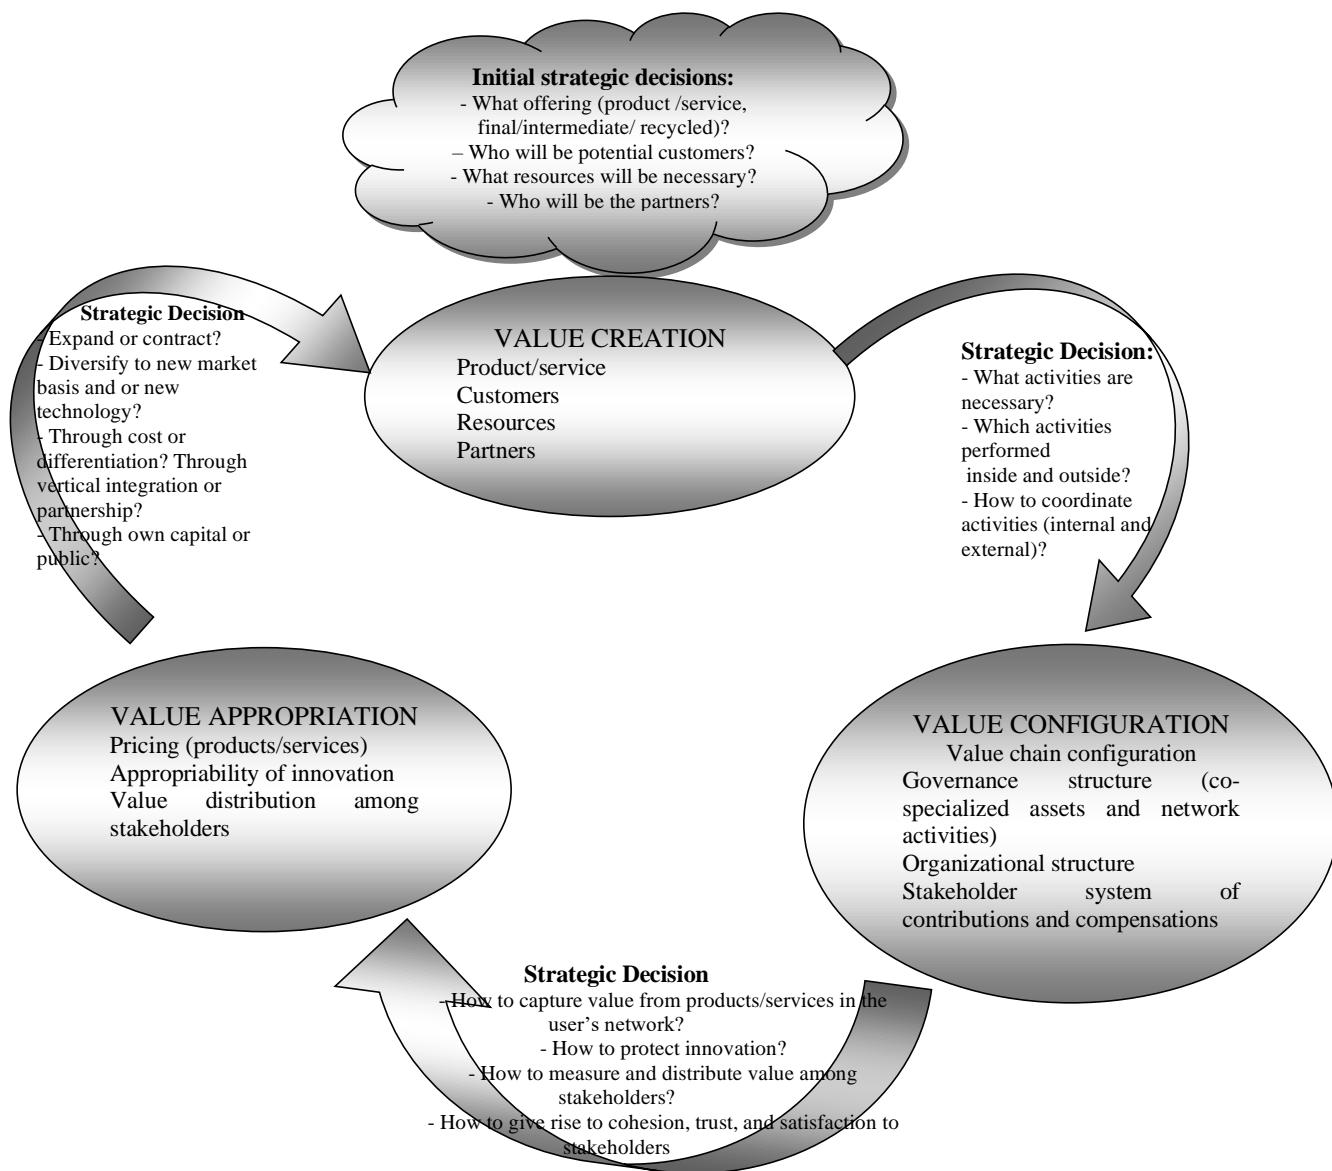 Initial strategic decisions:
- What offering (product /service,
final/intermediate/ recycled)?
– Who will be potential customers?
- What resources will be necessary?
- Who will be the partners?
VALUE CREATION
Product/service
Customers
Resources
Partners
Strategic Decision:
- What activities are
necessary?
- Which activities
performed
inside and outside?
- How to coordinate
activities (internal and
external)?
VALUE CONFIGURATION
Value chain configuration
Governance structure (co-
specialized assets and network
activities)
Organizational structure
Stakeholder system of
contributions and compensations
Strategic Decision
- How to capture value from products/services in the
user’s network?
- How to protect innovation?
- How to measure and distribute value among
stakeholders?
- How to give rise to cohesion, trust, and satisfaction to
stakeholders
VALUE APPROPRIATION
Pricing (products/services)
Appropriability of innovation
Value distribution among
stakeholders
Strategic Decision
- Expand or contract?
- Diversify to new market
basis and or new
technology?
- Through cost or
differentiation? Through
vertical integration or
partnership?
- Through own capital or
public?